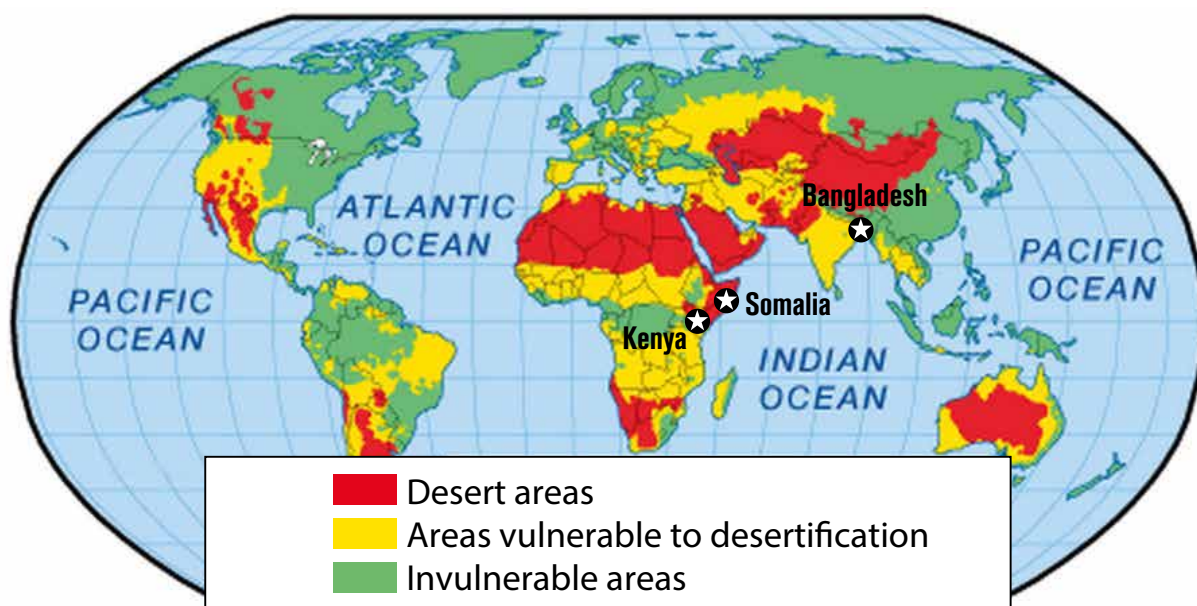 Bangladesh
ATLANTIC
OCEAN
PACIFIC
OCEAN
PACIFIC
OCEAN
Somalia
Kenya
INDIAN
OCEAN
Desert areas
Areas vulnerable to desertification
Invulnerable areas